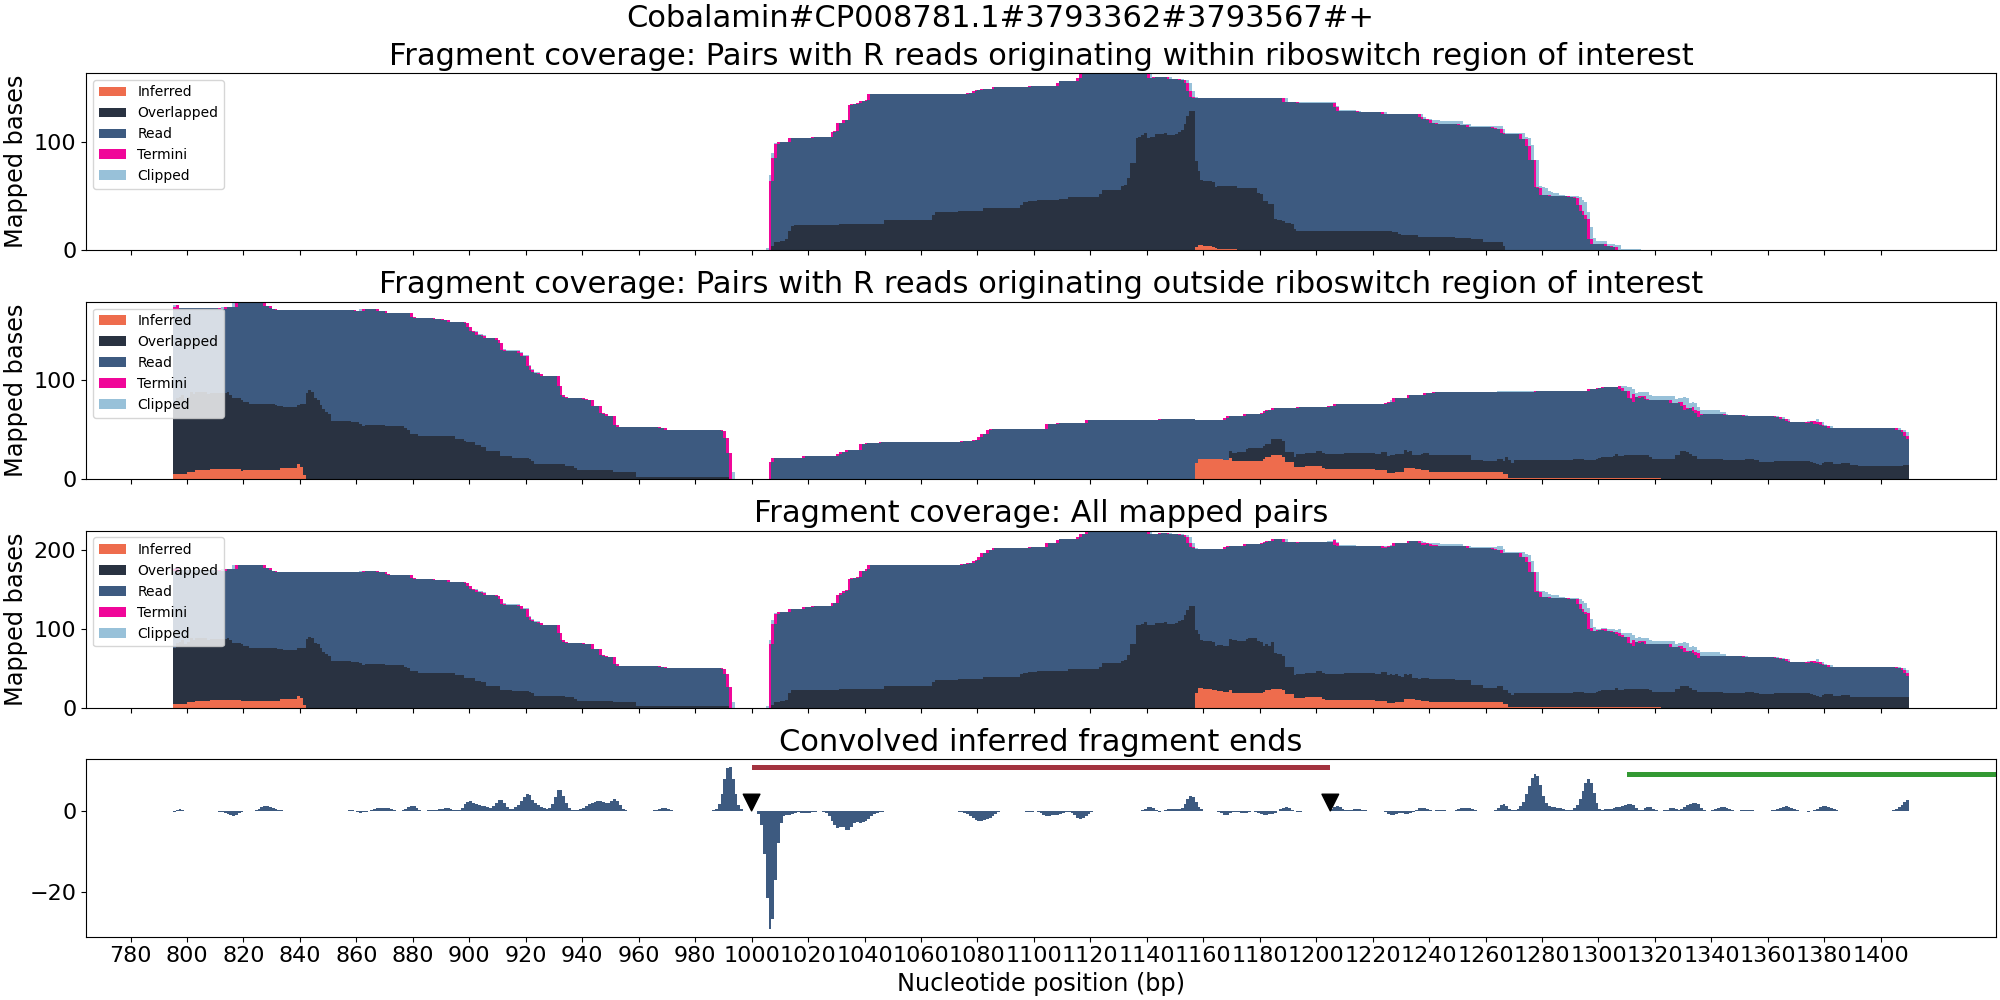 Cobalamin#CP008781.1#3793362#3793567#+
Fragment coverage: Pairs with R reads originating within riboswitch region of interest
Mapped bases
100
0
Inferred
Overlapped
Read
Termini
Clipped
Fragment coverage: Pairs with R reads originating outside riboswitch region of interest
Mapped bases
100
0
Inferred
Overlapped
Read
Termini
Clipped
Fragment coverage: All mapped pairs
Mapped bases
200
100
0
Inferred
Overlapped
Read
Termini
Clipped
Convolved inferred fragment ends
0
−20
780 800 820 840 860 880 900 920 940 960 980 1000 1020 1040 1060 1080 1100 1120 1140 1160 1180 1200 1220 1240 1260 1280 1300 1320 1340 1360 1380 1400
Nucleotide position (bp)